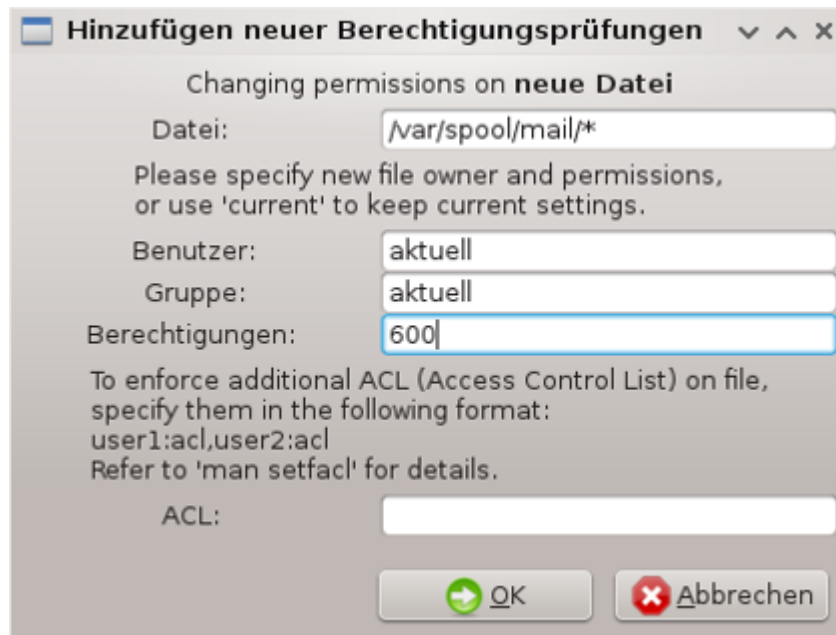 Hinzufügen neuer Berechtigungsprüfungen
Changing permissions on neue Datei
Datei: /var/spool/mail/*
Please specify new file owner and permissions,
or use 'current' to keep current settings.
Benutzer: aktuell
Gruppe: aktuell
Berechtigungen: 600
To enforce additional ACL (Access Control List) on file,
specify them in the following format:
user1:acl,user2:acl
Refer to 'man setfacl' for details.
ACL:
OK Abbrechen